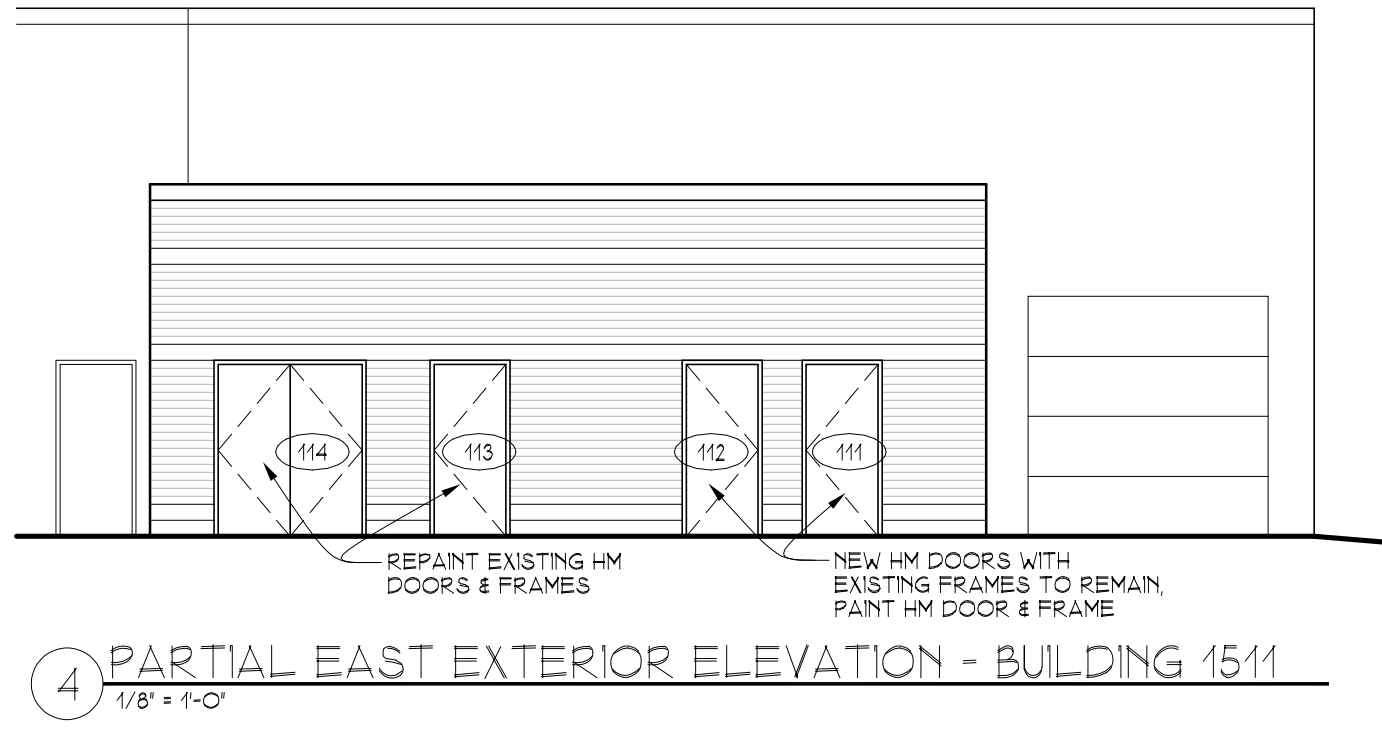 114
113
112
111
REPAINT EXISTING HM
DOORS & FRAMES
NEW HM DOORS WITH
EXISTING FRAMES TO REMAIN,
PAINT HM DOOR & FRAME
4
PARTIAL EAST EXTERIOR ELEVATION - BUILDING 1511
1/8" = 1'-0"